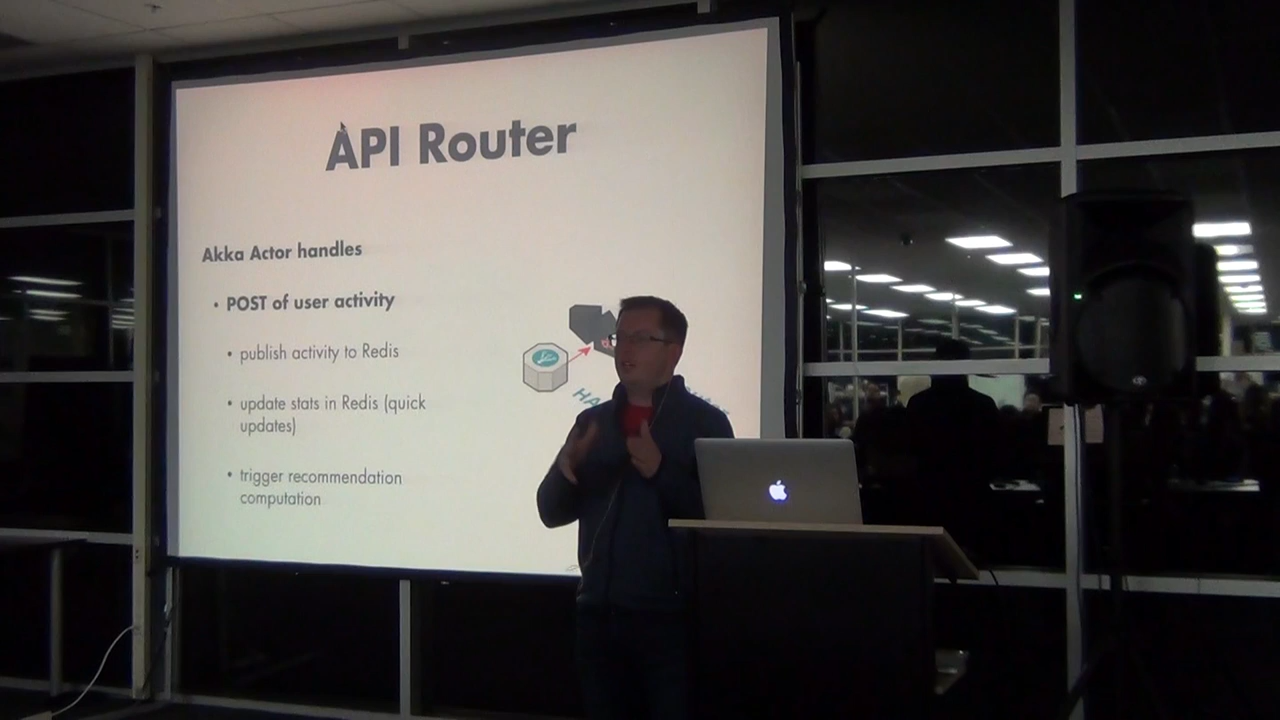 API Router
Akka Actor handles
• POST of user activity
• publish activity to Redis
• update stats in Redis (quick
updates)
• trigger recommendation
computation